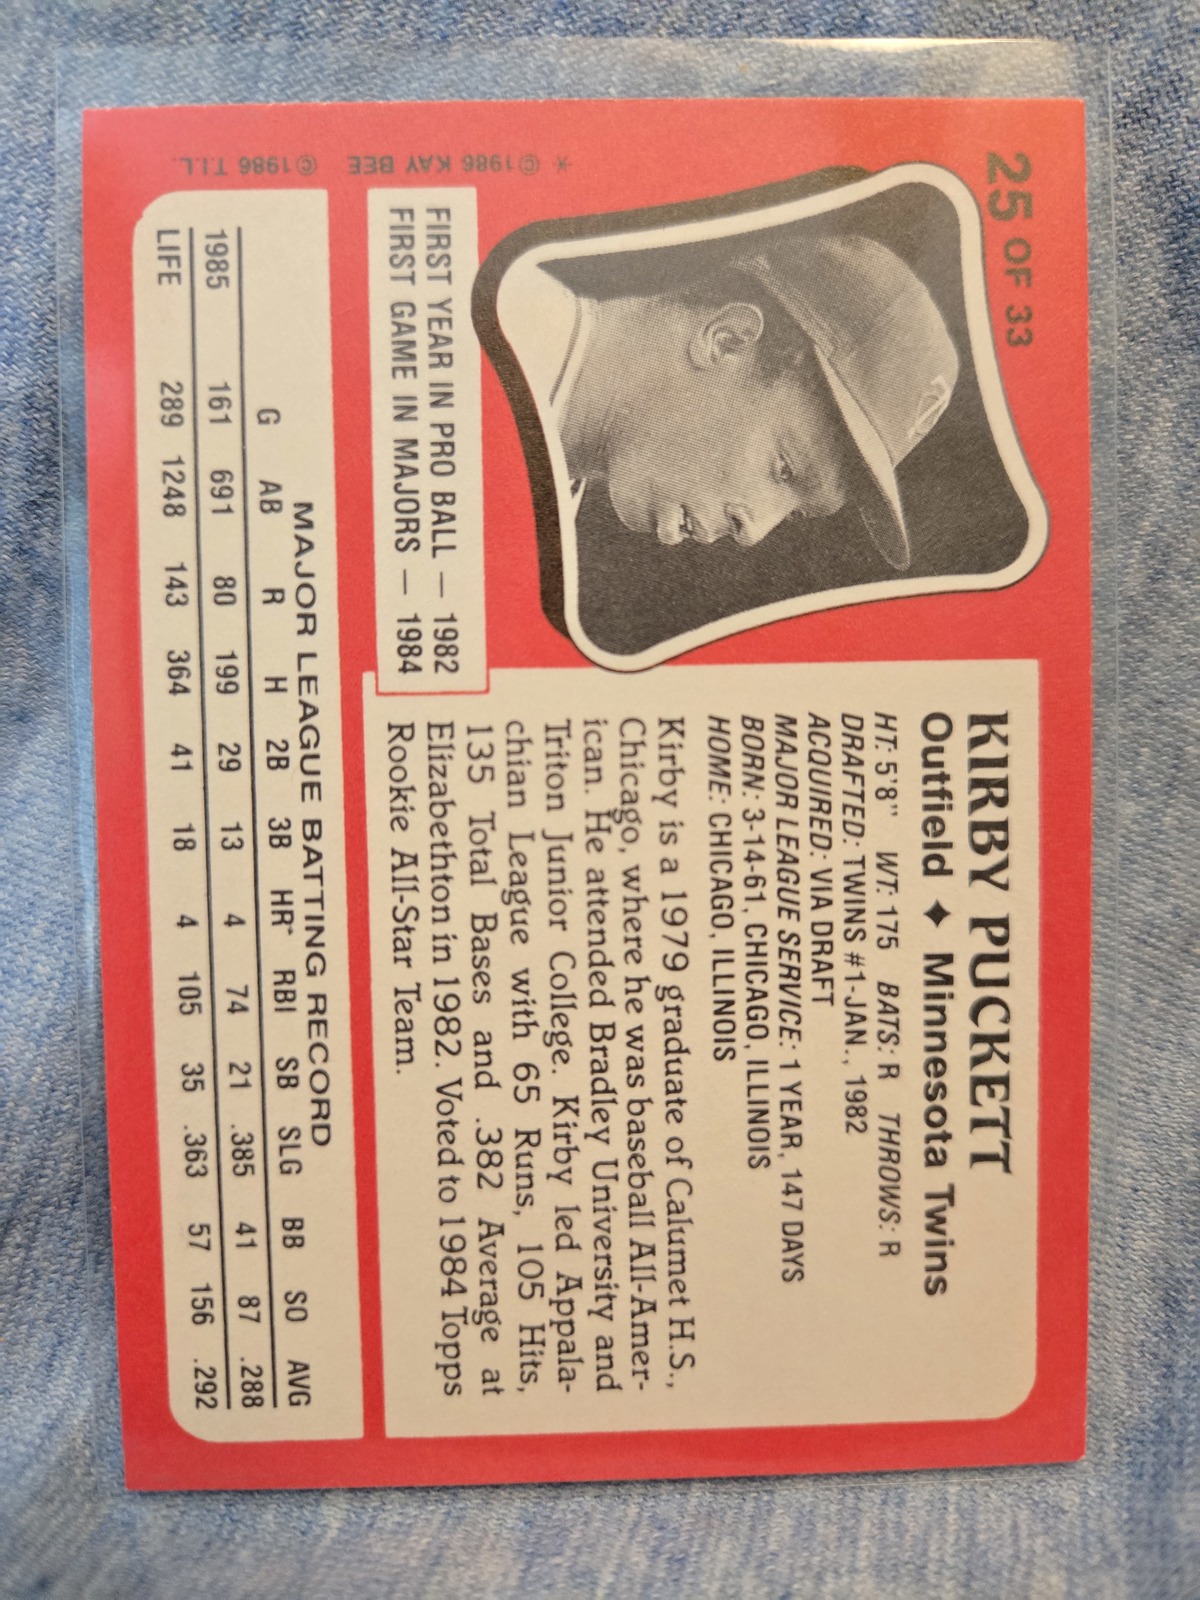 25 OF 33
KIRBY PUCKETT
Outfield ♦ Minnesota Twins
HT: 5'8" WT: 175 BATS: R THROWS: R
DRAFTED: TWINS #1-JAN., 1982
ACQUIRED: VIA DRAFT
MAJOR LEAGUE SERVICE: 1 YEAR, 147 DAYS
BORN: 3-14-61, CHICAGO, ILLINOIS
HOME: CHICAGO, ILLINOIS
Kirby is a 1979 graduate of Calumet H.S.,
Chicago, where he was baseball All-Amer-
ican. He attended Bradley University and
Triton Junior College. Kirby led Appala-
chian League with 65 Runs, 105 Hits,
135 Total Bases and .382 Average at
Elizabethton in 1982. Voted to 1984 Topps
Rookie All-Star Team.
FIRST YEAR IN PRO BALL — 1982
FIRST GAME IN MAJORS — 1984
MAJOR LEAGUE BATTING RECORD
G AB R H 2B 3B HR RBI SB SLG BB SO AVG
1985 161 691 80 199 29 13 4 74 21 .385 41 87 .288
LIFE 289 1248 143 364 41 18 4 105 35 .363 57 156 .292
* ©1986 KAY BEE
©1986 T.I.L.